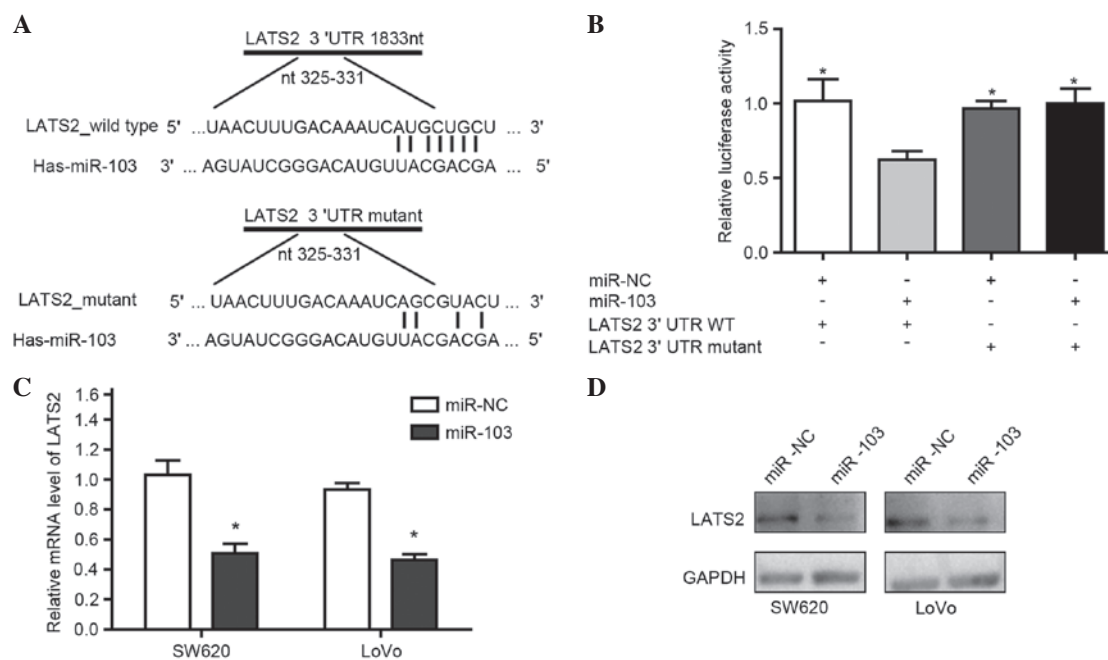 A
LATS2 3 'UTR 1833nt
nt 325-331
LATS2_wild type 5' ...UAACUUUGACAAAUCAUGCUGCU ... 3'
Has-miR-103 3' ... AGUAUCGGGACAUGUUACGACGA ... 5'
LATS2 3 'UTR mutant
nt 325-331
LATS2_mutant 5' ... UAACUUUGACAAAUCAGCGUACU ... 3'
Has-miR-103 3' ... AGUAUCGGGACAUGUUACGACGA ... 5'
B
Relative luciferase activity
1.5
1.0
0.5
0.0
* * *
miR-NC + - + -
miR-103 - + - +
LATS2 3' UTR WT + + - -
LATS2 3' UTR mutant - - + +
C
Relative mRNA level of LATS2
1.6
1.4
1.2
1.0
0.8
0.6
0.4
0.2
0.0
miR-NC
miR-103
* *
SW620 LoVo
D
miR -NC miR -103 miR -NC miR -103
LATS2
GAPDH
SW620 LoVo